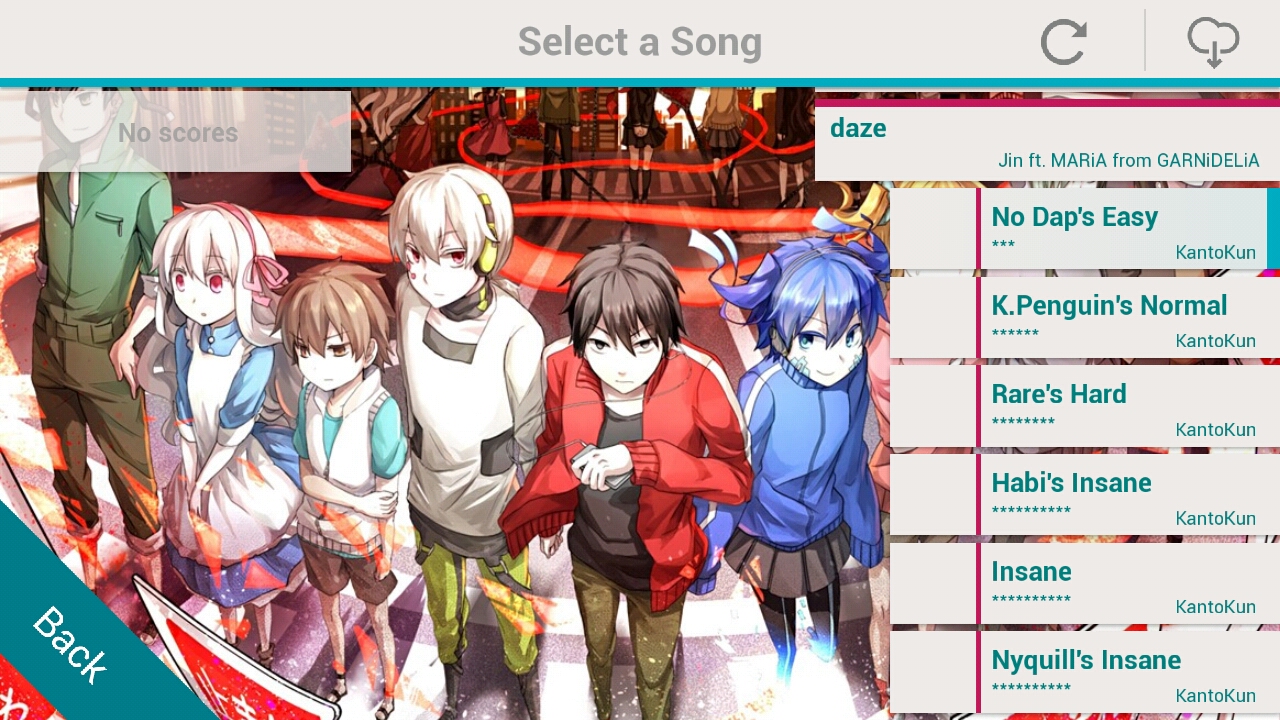 Select a Song
No scores
daze
Jin ft. MARiA from GARNiDELiA
No Dap's Easy
***
KantoKun
K.Penguin's Normal
******
KantoKun
Rare's Hard
********
KantoKun
Habi's Insane
**********
KantoKun
Insane
**********
KantoKun
Nyquill's Insane
**********
KantoKun
Back